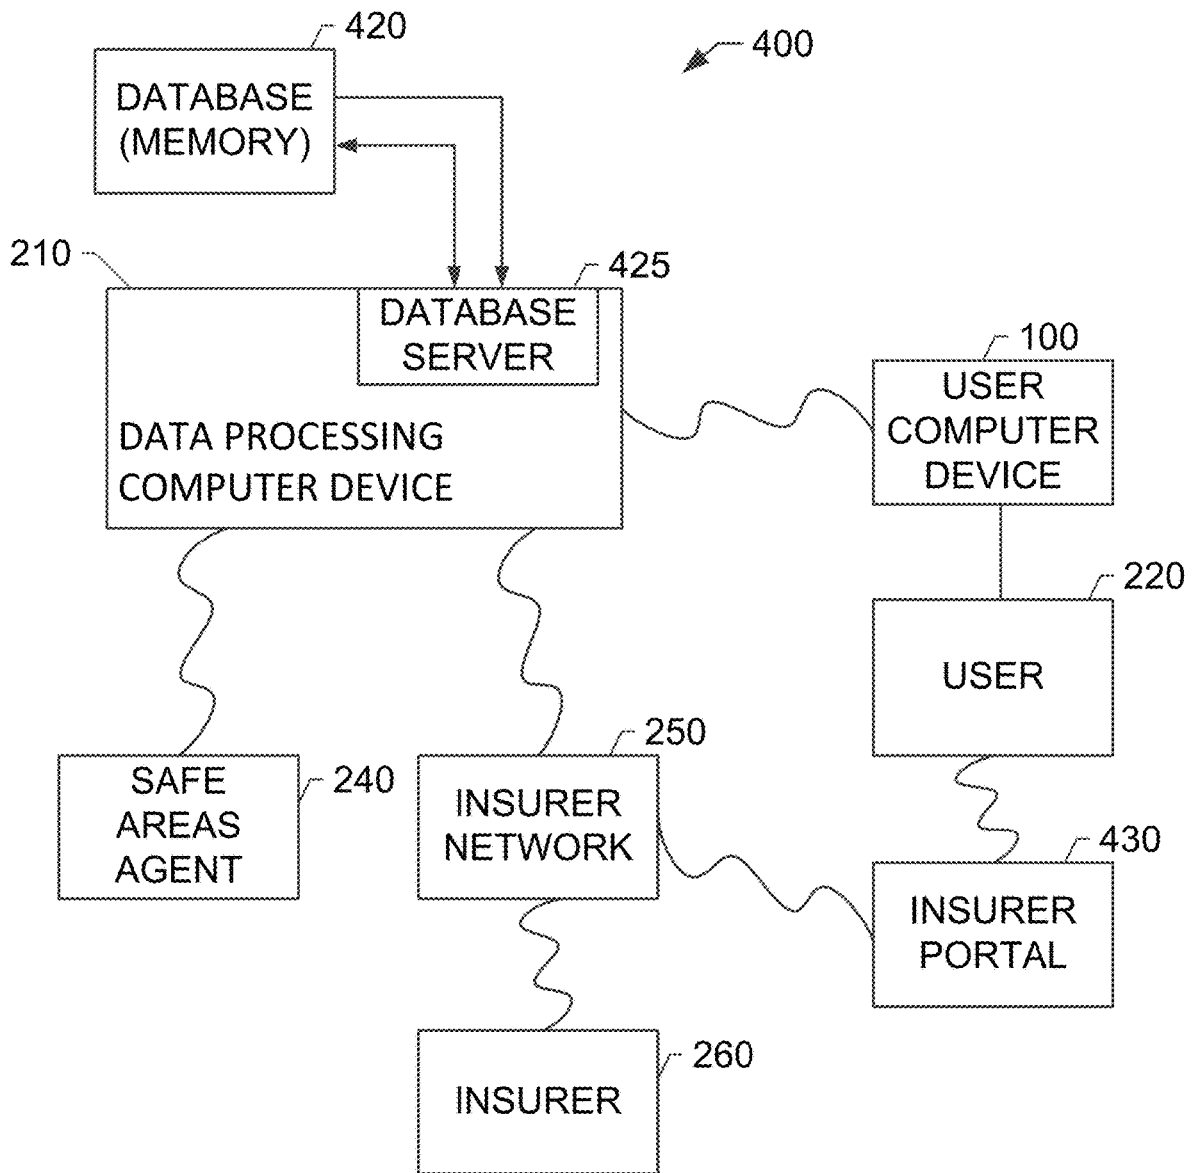 420
400
DATABASE
(MEMORY)
210
425
DATABASE
SERVER
100
USER
COMPUTER
DEVICE
DATA PROCESSING
COMPUTER DEVICE
220
USER
250
240
SAFE
AREAS
AGENT
INSURER
NETWORK
430
INSURER
PORTAL
260
INSURER